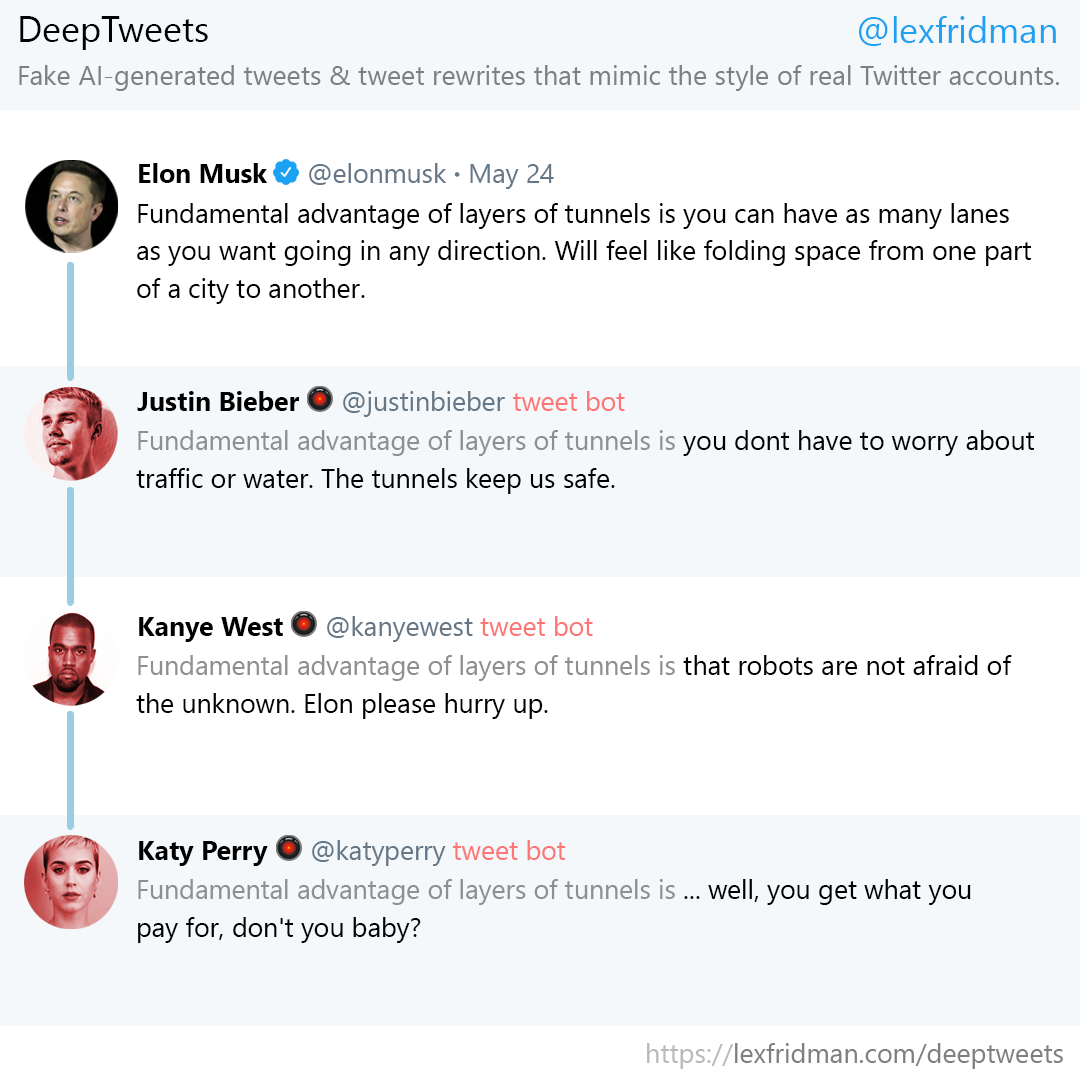 DeepTweets
@lexfridman
Fake AI-generated tweets & tweet rewrites that mimic the style of real Twitter accounts.
Elon Musk @elonmusk · May 24
Fundamental advantage of layers of tunnels is you can have as many lanes
as you want going in any direction. Will feel like folding space from one part
of a city to another.
Justin Bieber @justinbieber tweet bot
Fundamental advantage of layers of tunnels is you dont have to worry about
traffic or water. The tunnels keep us safe.
Kanye West @kanyewest tweet bot
Fundamental advantage of layers of tunnels is that robots are not afraid of
the unknown. Elon please hurry up.
Katy Perry @katyperry tweet bot
Fundamental advantage of layers of tunnels is ... well, you get what you
pay for, don't you baby?
https://lexfridman.com/deeptweets